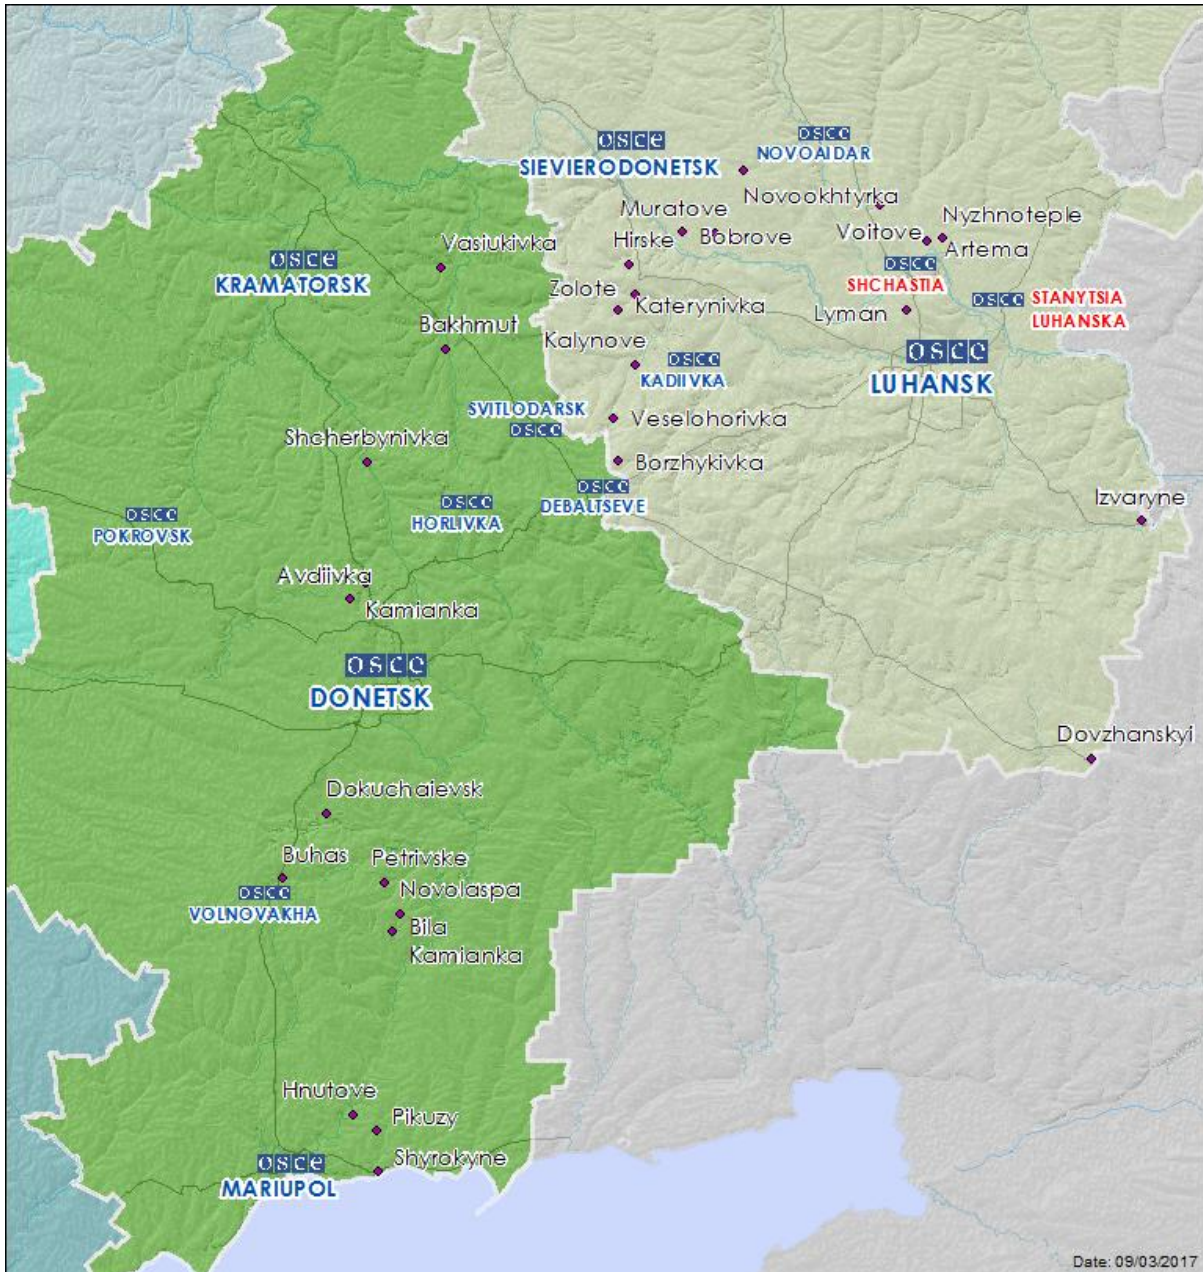 OSCE
NOVOAIDAR
OSCE
SIEVIERODONETSK
Novookhtyrka
Muratove
Nyzhnoteple
Hirske
Bobrove
Voitove
Artema
Vasiukivka
OSCE
KRAMATORSK
OSCE
SHCHASTIA
Zolote
Katerynivka
Lyman
OSCE
STANYTSIA
LUHANSKA
Bakhmut
Kalynove
OSCE
KADIIVKA
OSCE
LUHANSK
SVITLODARSK
OSCE
Veselohorivka
Shcherbynivka
Borzhykivka
OSCE
HORLIVKA
OSCE
DEBALTSEVE
Izvaryne
OSCE
POKROVSK
Avdiivka
Kamianka
OSCE
DONETSK
Dovzhanskyi
Dokuchaievsk
Buhas
Petrivske
OSCE
VOLNOVAKHA
Novolaspa
Bila
Kamianka
Hnutove
Pikuzy
Shyrokyne
OSCE
MARIUPOL
Date: 09/03/2017